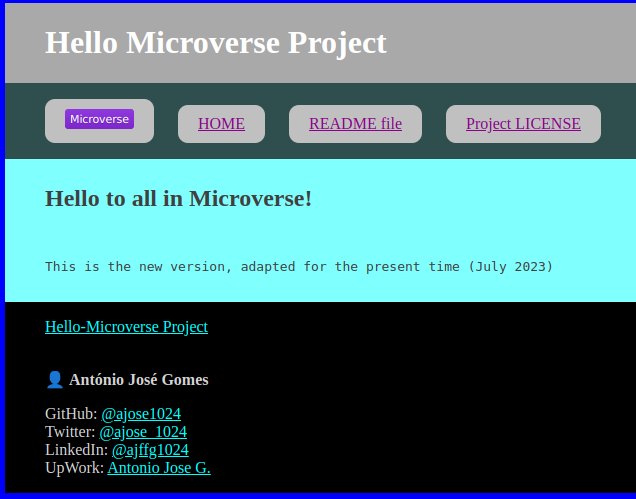 Hello Microverse Project
Microverse HOME README file Project LICENSE
Hello to all in Microverse!
This is the new version, adapted for the present time (July 2023)
Hello-Microverse Project
👤 António José Gomes
GitHub: @ajose1024
Twitter: @ajose_1024
LinkedIn: @ajffg1024
UpWork: Antonio Jose G.